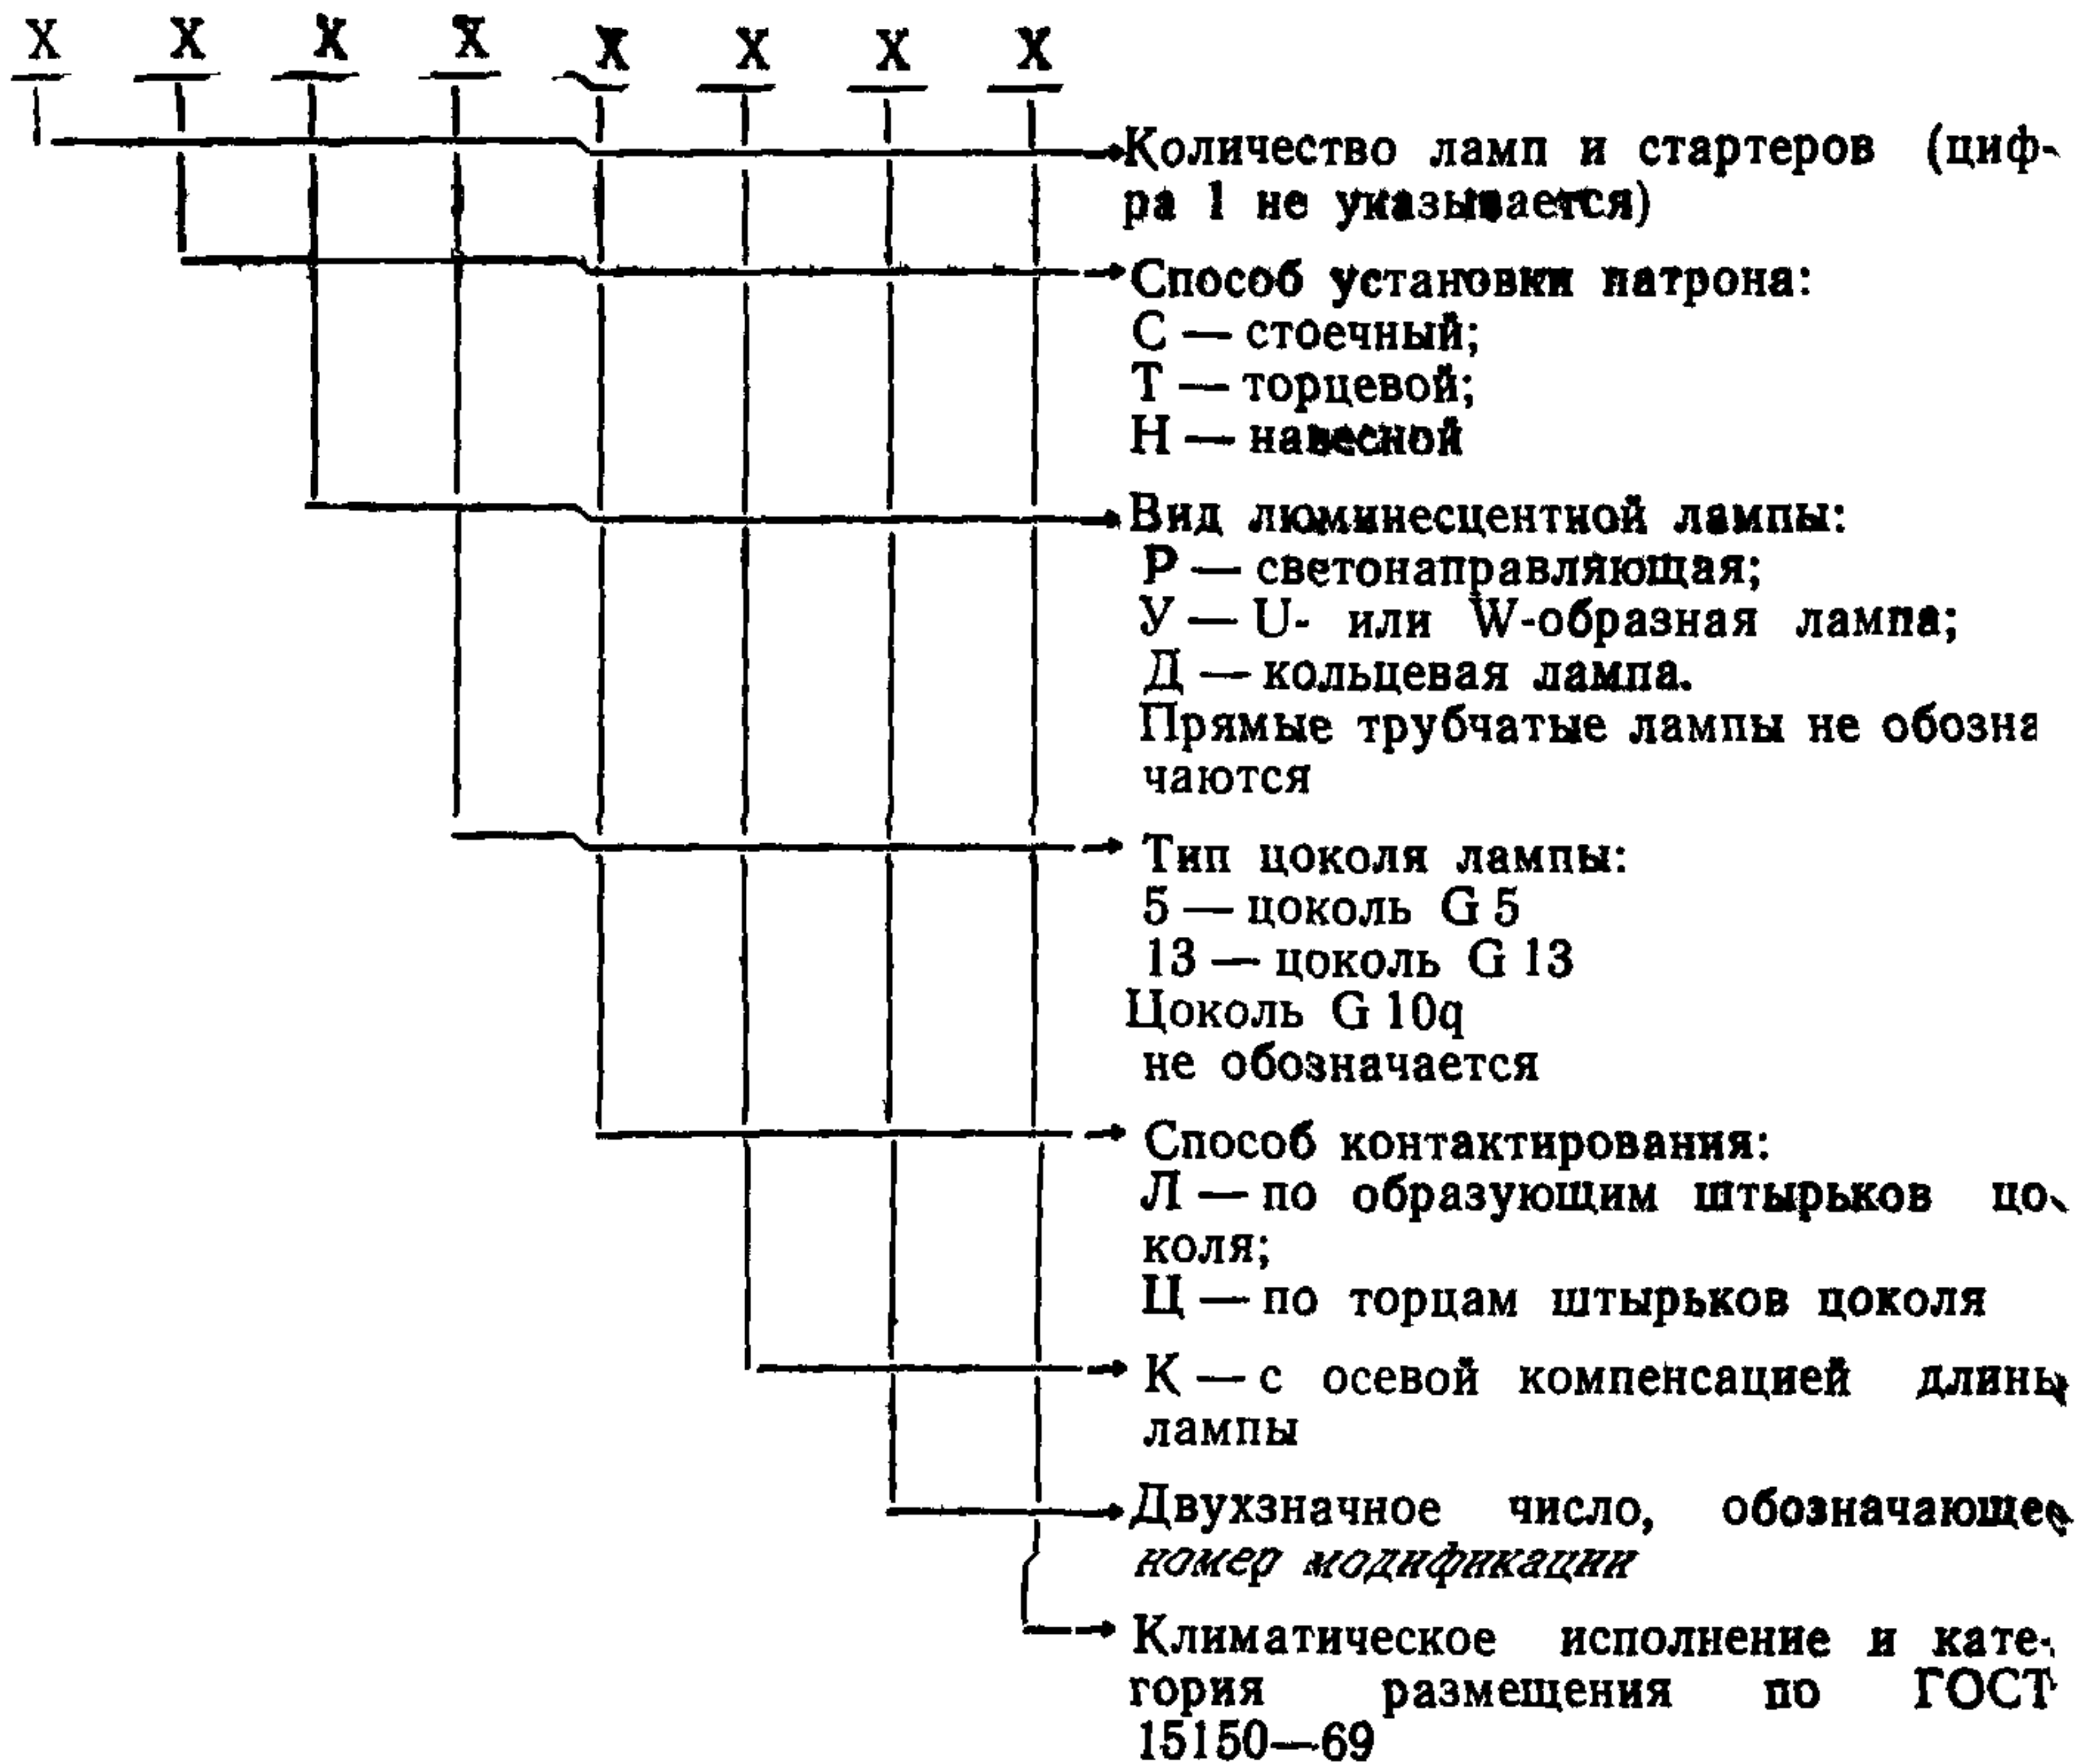 X X X X X X X X
Количество ламп и стартеров (циф-
ра 1 не указывается)
Способ установки патрона:
С — стоечный;
Т — торцевой;
Н — навесной
Вид люминесцентной лампы:
Р — светонаправляющая;
У — U- или W-образная лампа;
Д — кольцевая лампа.
Прямые трубчатые лампы не обозна
чаются
Тип цоколя лампы:
5 — цоколь G 5
13 — цоколь G 13
Цоколь G 10q
не обозначается
Способ контактирования:
Л — по образующим штырьков цо-
коля;
Ц — по торцам штырьков цоколя
К — с осевой компенсацией длины
лампы
Двухзначное число, обозначающее
номер модификации
Климатическое исполнение и кате-
гория размещения по ГОСТ
15150—69